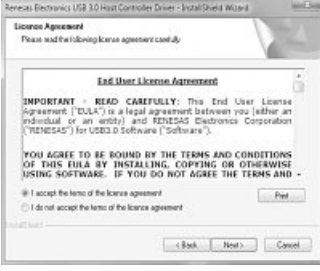 Renesas Electronics USB 3.0 Host Controller Driver - InstallShield Wizard
License Agreement
Please read the following license agreement carefully.
End User License Agreement
IMPORTANT - READ CAREFULLY: This End User License
Agreement ("EULA") is a legal agreement between you (either an
individual or an entity) and RENESAS Electronics Corporation
("RENESAS") for USB3.0 Software ("Software").
YOU AGREE TO BE BOUND BY THE TERMS AND CONDITIONS
OF THIS EULA BY INSTALLING, COPYING OR OTHERWISE
USING SOFTWARE. IF YOU DO NOT AGREE THE TERMS AND
I accept the terms of the license agreement
Print
I do not accept the terms of the license agreement
InstallShield
< Back
Next >
Cancel